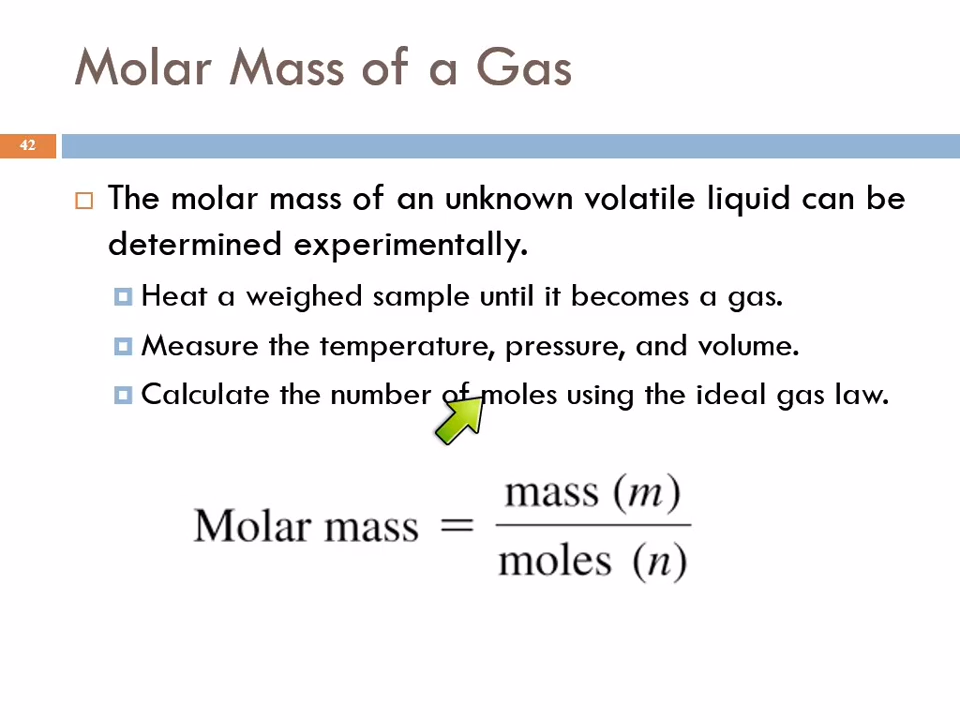 Molar Mass of a Gas
42
The molar mass of an unknown volatile liquid can be
determined experimentally.
Heat a weighed sample until it becomes a gas.
Measure the temperature, pressure, and volume.
Calculate the number of moles using the ideal gas law.
Molar mass = mass (m)
moles (n)